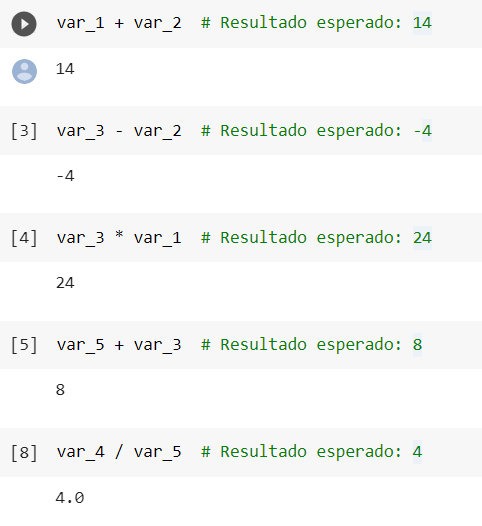 var_1 + var_2  # Resultado esperado: 14
14
[3] var_3 - var_2  # Resultado esperado: -4
-4
[4] var_3 * var_1  # Resultado esperado: 24
24
[5] var_5 + var_3  # Resultado esperado: 8
8
[8] var_4 / var_5  # Resultado esperado: 4
4.0